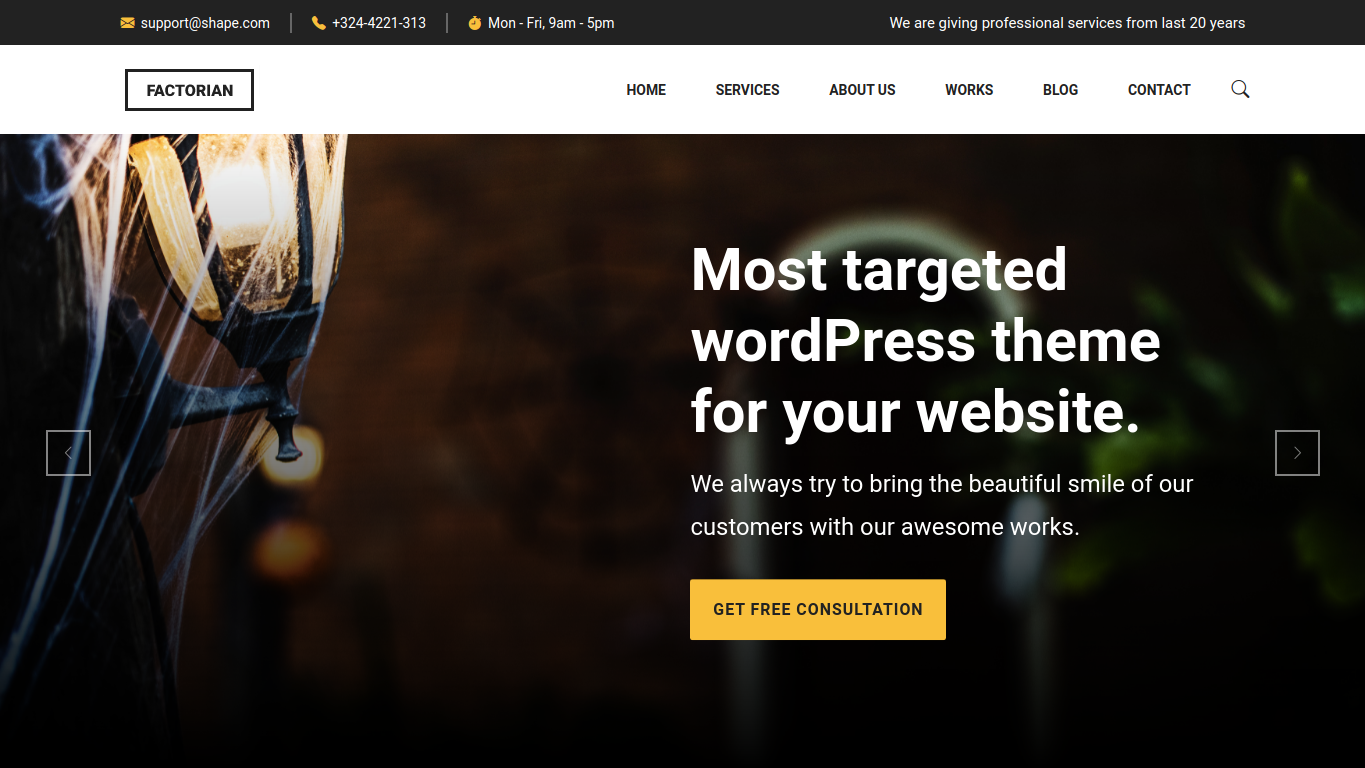 support@shape.com
+324-4221-313
Mon - Fri, 9am - 5pm
We are giving professional services from last 20 years
FACTORIAN
HOME
SERVICES
ABOUT US
WORKS
BLOG
CONTACT
Most targeted
wordPress theme
for your website.
We always try to bring the beautiful smile of our
customers with our awesome works.
GET FREE CONSULTATION